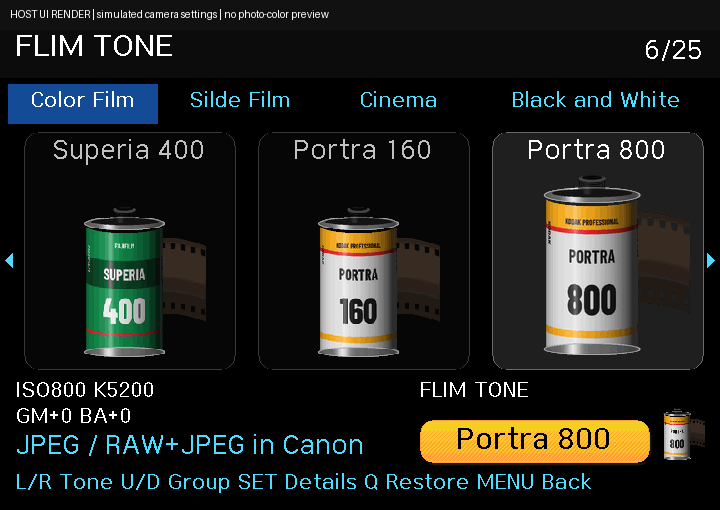 HOST UI RENDER | simulated camera settings | no photo-color preview
FLIM TONE
6/25
Color Film
Silde Film
Cinema
Black and White
Superia 400
Portra 160
Portra 800
FUJIFILM
SUPERIA
400
KODAK PROFESSIONAL
PORTRA
160
KODAK PROFESSIONAL
KODAK
PORTRA
800
ISO800 K5200
GM+0 BA+0
JPEG / RAW+JPEG in Canon
FLIM TONE
Portra 800
PORTRA
800
L/R Tone U/D Group SET Details Q Restore MENU Back